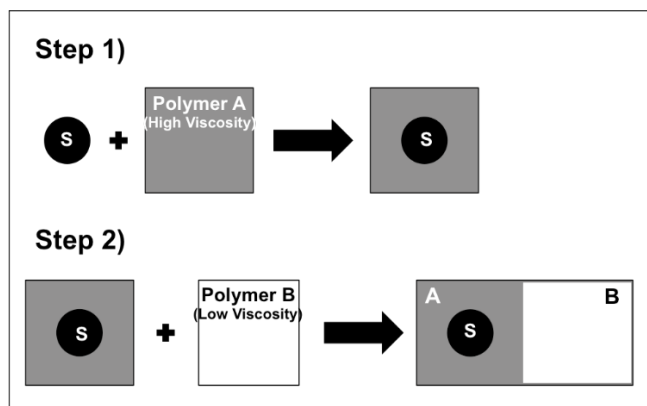 Step 1)
S
+
Polymer A
(High Viscosity)
S
Step 2)
S
+
Polymer B
(Low Viscosity)
A
S
B